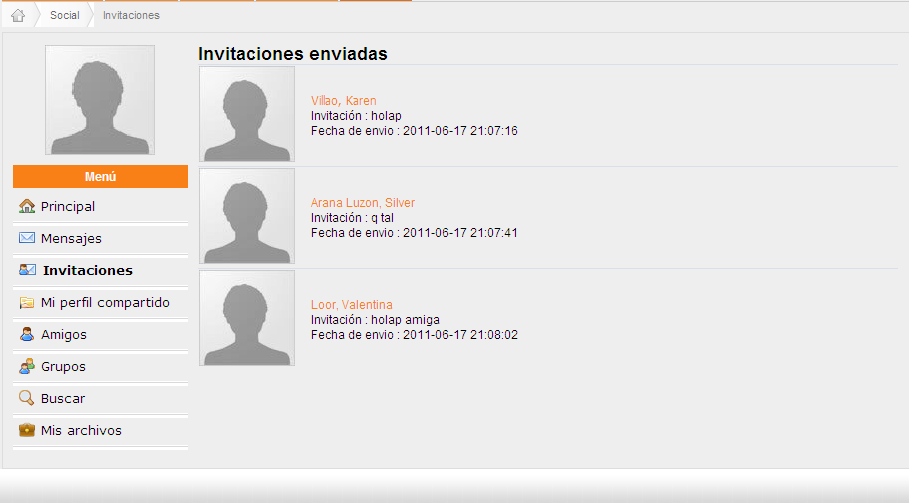 Social
Invitaciones
Menú
Principal
Mensajes
Invitaciones
Mi perfil compartido
Amigos
Grupos
Buscar
Mis archivos
Invitaciones enviadas
Villao, Karen
Invitación : holap
Fecha de envio : 2011-06-17 21:07:16
Arana Luzon, Silver
Invitación : q tal
Fecha de envio : 2011-06-17 21:07:41
Loor, Valentina
Invitación : holap amiga
Fecha de envio : 2011-06-17 21:08:02